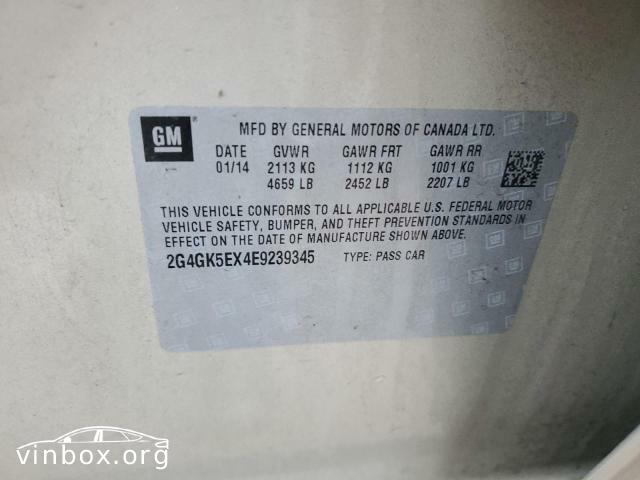 GM
MFD BY GENERAL MOTORS OF CANADA LTD.
DATE GVWR GAWR FRT GAWR RR
01/14 2113 KG 1112 KG 1001 KG
4659 LB 2452 LB 2207 LB
THIS VEHICLE CONFORMS TO ALL APPLICABLE U.S. FEDERAL MOTOR
VEHICLE SAFETY, BUMPER, AND THEFT PREVENTION STANDARDS IN
EFFECT ON THE DATE OF MANUFACTURE SHOWN ABOVE.
2G4GK5EX4E9239345 TYPE: PASS CAR
vinbox.org